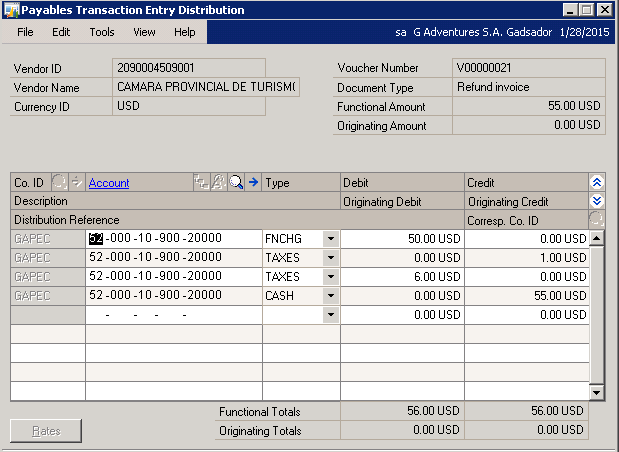 Payables Transaction Entry Distribution
File Edit Tools View Help sa G Adventures S.A. Gadsador 1/28/2015
Vendor ID 2090004509001 Voucher Number V00000021
Vendor Name CAMARA PROVINCIAL DE TURISM( Document Type Refund invoice
Currency ID USD Functional Amount 55.00 USD
Originating Amount 0.00 USD
Co. ID Account Type Debit Credit
Description Originating Debit Originating Credit
Distribution Reference Corresp. Co. ID
GAPEC 52 -000 -10 -900 -20000 FNCHG 50.00 USD 0.00 USD
GAPEC 52 -000 -10 -900 -20000 TAXES 0.00 USD 1.00 USD
GAPEC 52 -000 -10 -900 -20000 TAXES 6.00 USD 0.00 USD
GAPEC 52 -000 -10 -900 -20000 CASH 0.00 USD 55.00 USD
- - - - 0.00 USD 0.00 USD
Functional Totals 56.00 USD 56.00 USD
Rates Originating Totals 0.00 USD 0.00 USD